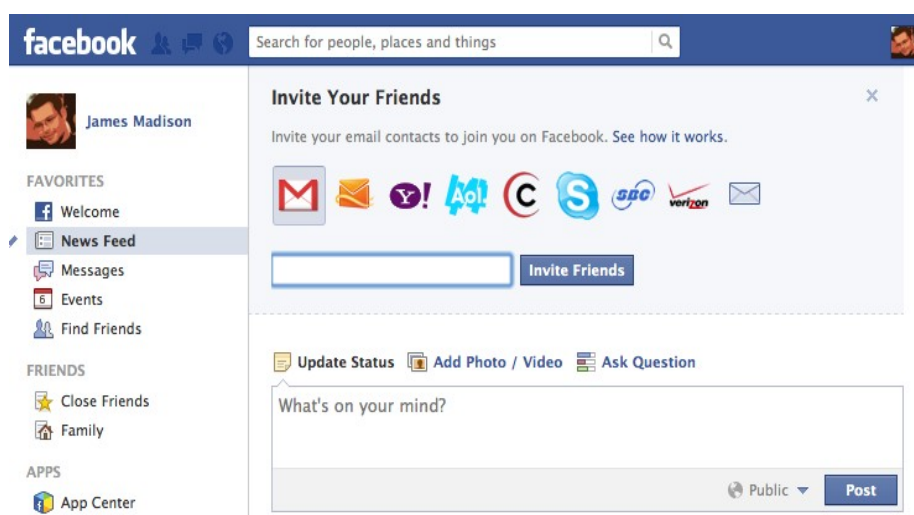 facebook
Search for people, places and things
James Madison
FAVORITES
Welcome
News Feed
Messages
6
Events
Find Friends
FRIENDS
Close Friends
Family
APPS
App Center
Invite Your Friends
Invite your email contacts to join you on Facebook. See how it works.
Y! Aol. C S SBC verizon
Invite Friends
Update Status Add Photo / Video Ask Question
What's on your mind?
Public Post